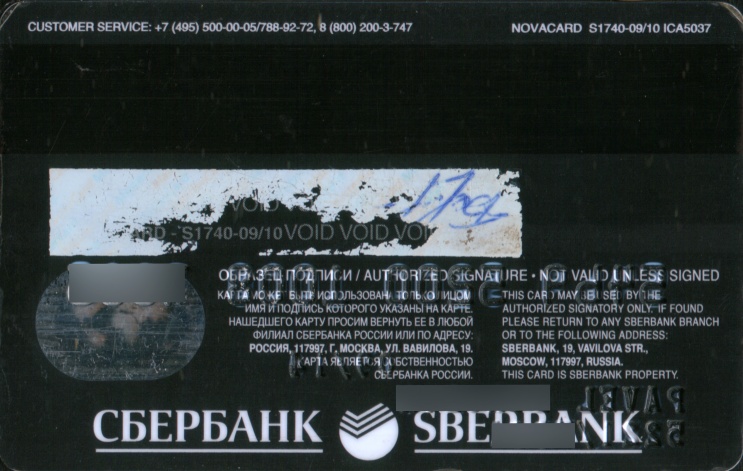 CUSTOMER SERVICE: +7 (495) 500-00-05/788-92-72, 8 (800) 200-3-747
NOVACARD S1740-09/10 ICA5037
S1740-09/10 VOID VOID VOI
ОБРАЗЕЦ ПОДПИСИ / AUTHORIZED SIGNATURE • NOT VALID UNLESS SIGNED
КАРТА МОЖЕТ БЫТЬ ИСПОЛЬЗОВАНА ТОЛЬКО ЛИЦОМ
ИМЯ И ПОДПИСЬ КОТОРОГО УКАЗАНЫ НА КАРТЕ.
НАШЕДШЕГО КАРТУ ПРОСИМ ВЕРНУТЬ ЕЕ В ЛЮБОЙ
ФИЛИАЛ СБЕРБАНКА РОССИИ ИЛИ ПО АДРЕСУ:
РОССИЯ, 117997, Г. МОСКВА, УЛ. ВАВИЛОВА, 19.
КАРТА ЯВЛЯЕТСЯ СОБСТВЕННОСТЬЮ
СБЕРБАНКА РОССИИ.
THIS CARD MAY BE USED BY THE
AUTHORIZED SIGNATORY ONLY. IF FOUND
PLEASE RETURN TO ANY SBERBANK BRANCH
OR TO THE FOLLOWING ADDRESS:
SBERBANK, 19, VAVILOVA STR.,
MOSCOW, 117997, RUSSIA.
THIS CARD IS SBERBANK PROPERTY.
PAVEL
СБЕРБАНК SBERBANK